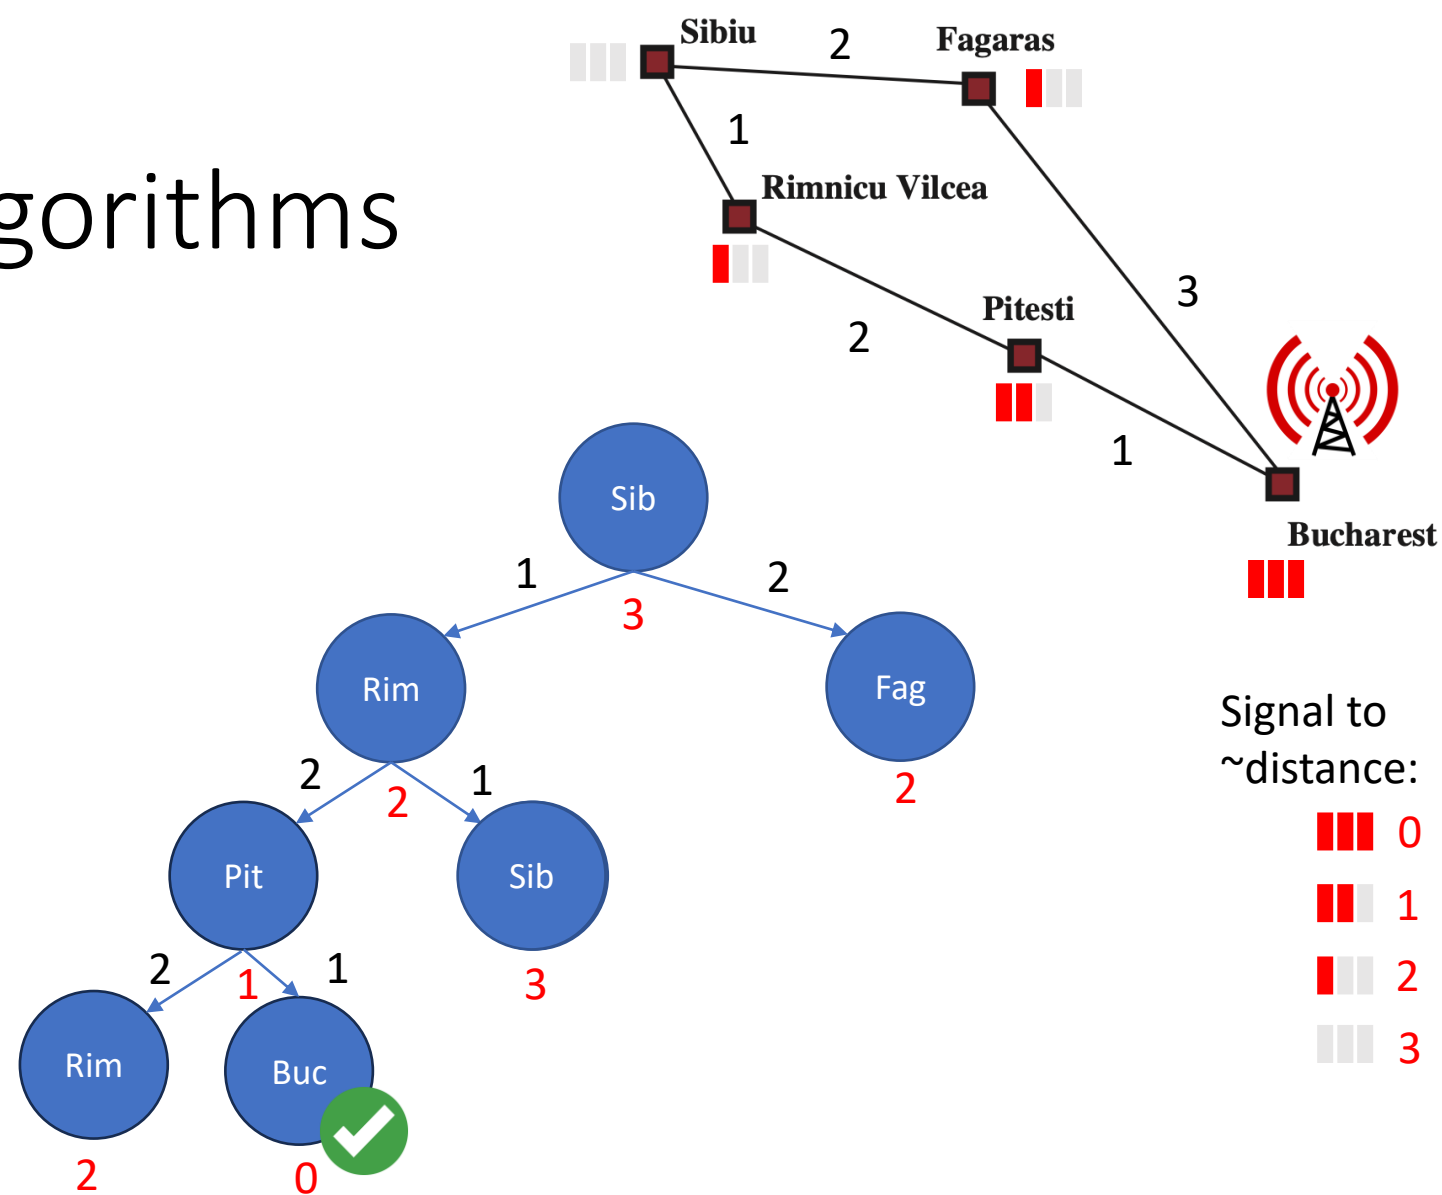 Sibiu
2
Fagaras
1
gorithms
Rimnicu Vilcea
3
Pitesti
2
1
Sib
Bucharest
1
2
3
Rim
Fag
Signal to
~distance:
2
1
2
2
0
Pit
Sib
1
2
1
1
3
2
3
Rim
Buc
2
0